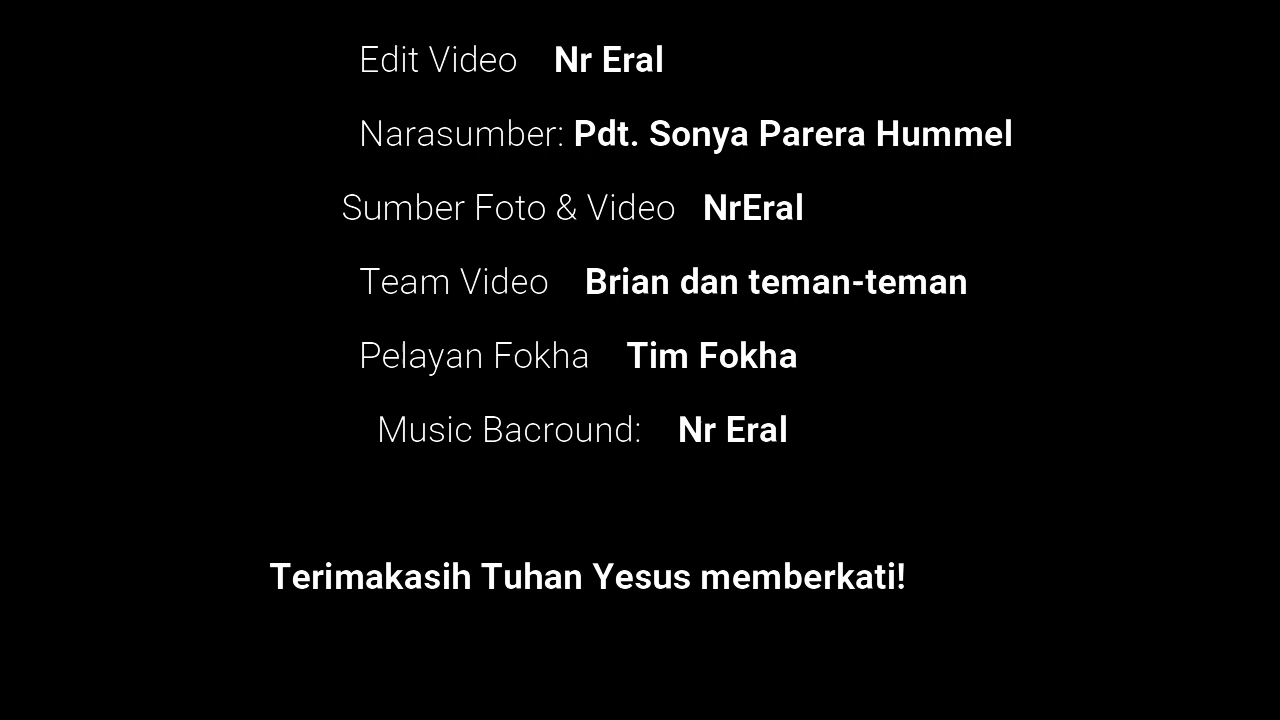 Edit Video Nr Eral
Narasumber: Pdt. Sonya Parera Hummel
Sumber Foto & Video NrEral
Team Video Brian dan teman-teman
Pelayan Fokha Tim Fokha
Music Bacround: Nr Eral
Terimakasih Tuhan Yesus memberkati!